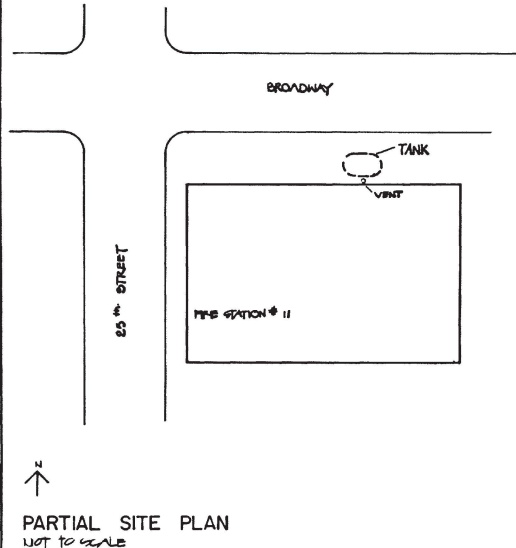 BROADWAY
TANK
VENT
25th STREET
FIRE STATION # 11
N
PARTIAL SITE PLAN
NOT TO SCALE